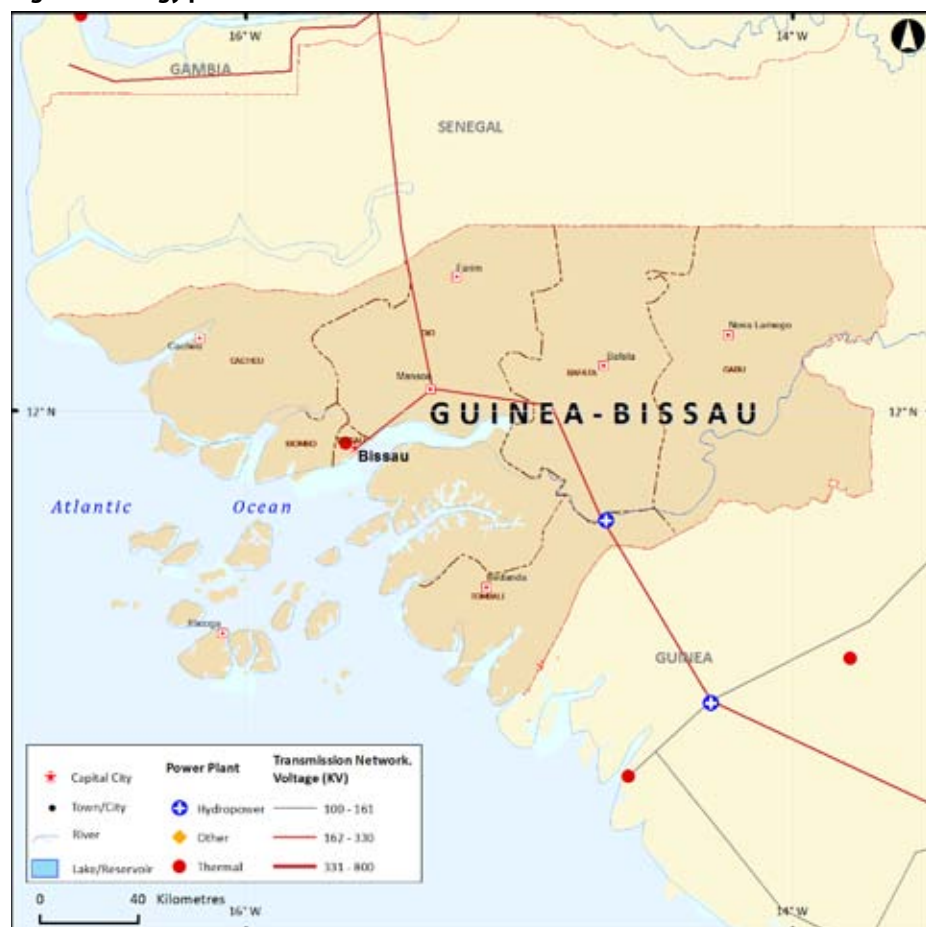 16° W
14° W
GAMBIA
SENEGAL
Farim
OIO
Nova Lamego
Cacheu
CACHEU
Bafata
BAFATA
GABU
Mansoa
12° N
12° N
GUINEA-BISSAU
BIOMBO
Bissau
Atlantic Ocean
TOMBALI
GUINEA
Capital City
Town/City
River
Lake/Reservoir
Power Plant
Hydropower
Other
Thermal
Transmission Network.
Voltage (KV)
100 - 161
162 - 330
331 - 800
0 40 Kilometres
16° W
14° W